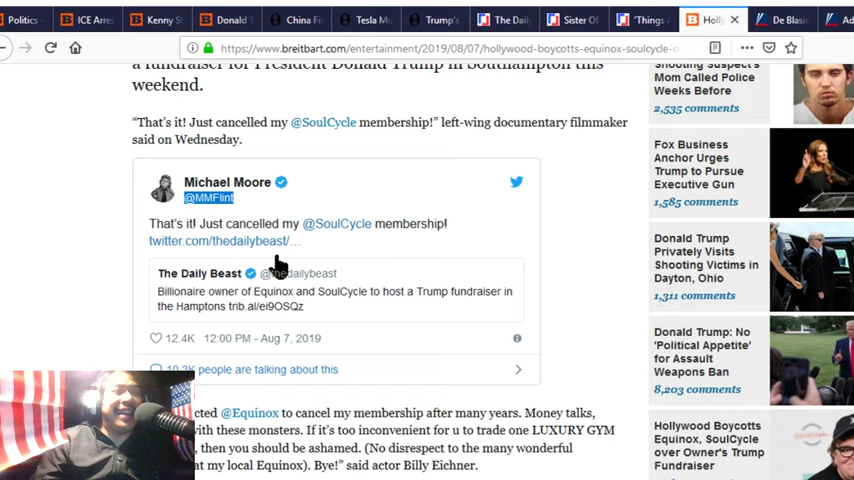 Politics -
ICE Arres
Kenny St
Donald T
China Fi
Tesla Mu
Trump's
The Daily
Sister Of
'Things A
Holly
De Blasio
Ad
https://www.breitbart.com/entertainment/2019/08/07/hollywood-boycotts-equinox-soulcycle-o
a fundraiser for President Donald Trump in Southampton this
weekend.
"That's it! Just cancelled my @SoulCycle membership!" left-wing documentary filmmaker
said on Wednesday.
Michael Moore
@MMFlint
That's it! Just cancelled my @SoulCycle membership!
twitter.com/thedailybeast/...
The Daily Beast @thedailybeast
Billionaire owner of Equinox and SoulCycle to host a Trump fundraiser in
the Hamptons trib.al/ei9OSQz
12.4K 12:00 PM - Aug 7, 2019
10.3K people are talking about this
cted @Equinox to cancel my membership after many years. Money talks,
with these monsters. If it's too inconvenient for u to trade one LUXURY GYM
, then you should be ashamed. (No disrespect to the many wonderful
at my local Equinox). Bye!" said actor Billy Eichner.
Shooting Suspect's
Mom Called Police
Weeks Before
2,535 comments
Fox Business
Anchor Urges
Trump to Pursue
Executive Gun
1,585 comments
Donald Trump
Privately Visits
Shooting Victims in
Dayton, Ohio
1,311 comments
Donald Trump: No
'Political Appetite'
for Assault
Weapons Ban
8,203 comments
Hollywood Boycotts
Equinox, SoulCycle
over Owner's Trump
Fundraiser